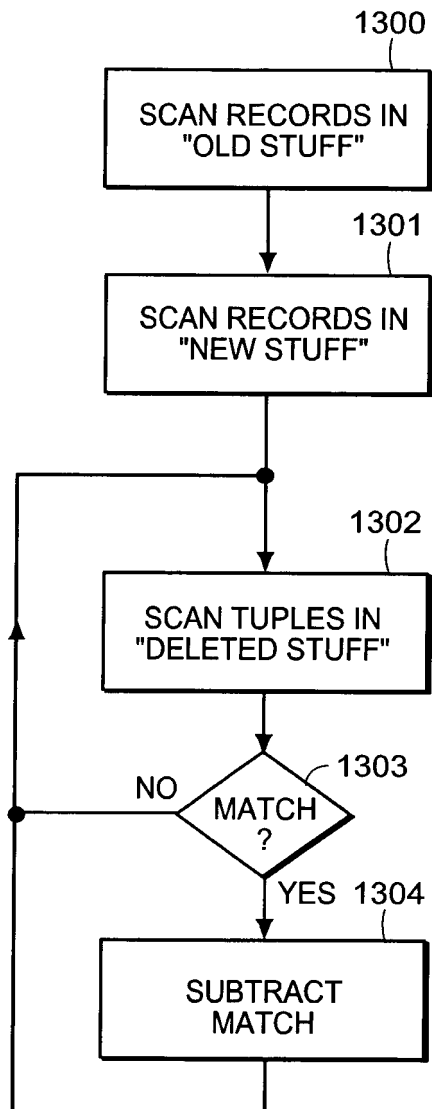 1300
SCAN RECORDS IN
"OLD STUFF"
1301
SCAN RECORDS IN
"NEW STUFF"
1302
SCAN TUPLES IN
"DELETED STUFF"
1303
NO
MATCH
?
YES
1304
SUBTRACT
MATCH